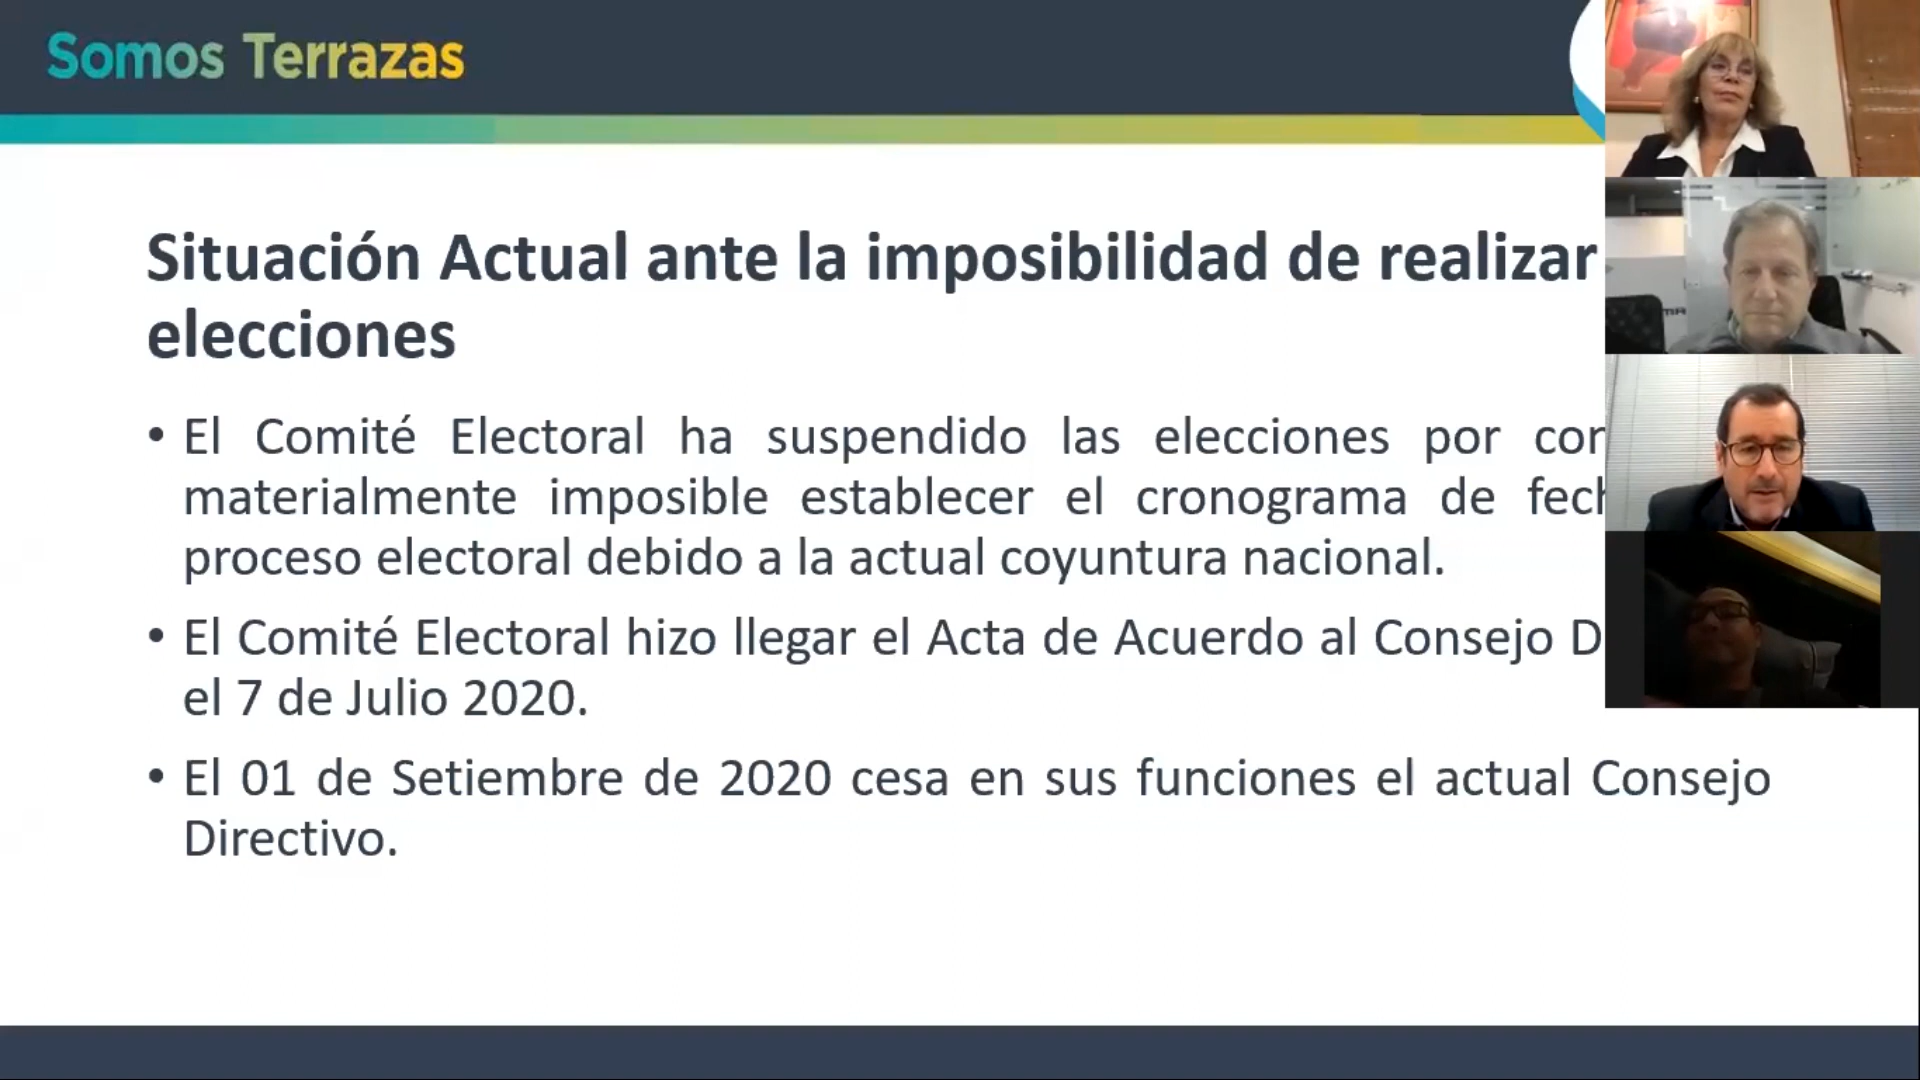 Somos Terrazas
Situación Actual ante la imposibilidad de realizar
elecciones
• El Comité Electoral ha suspendido las elecciones por
materialmente imposible establecer el cronograma de
proceso electoral debido a la actual coyuntura nacional.
• El Comité Electoral hizo llegar el Acta de Acuerdo al Consejo
el 7 de Julio 2020.
• El 01 de Setiembre de 2020 cesa en sus funciones el actual Consejo
Directivo.